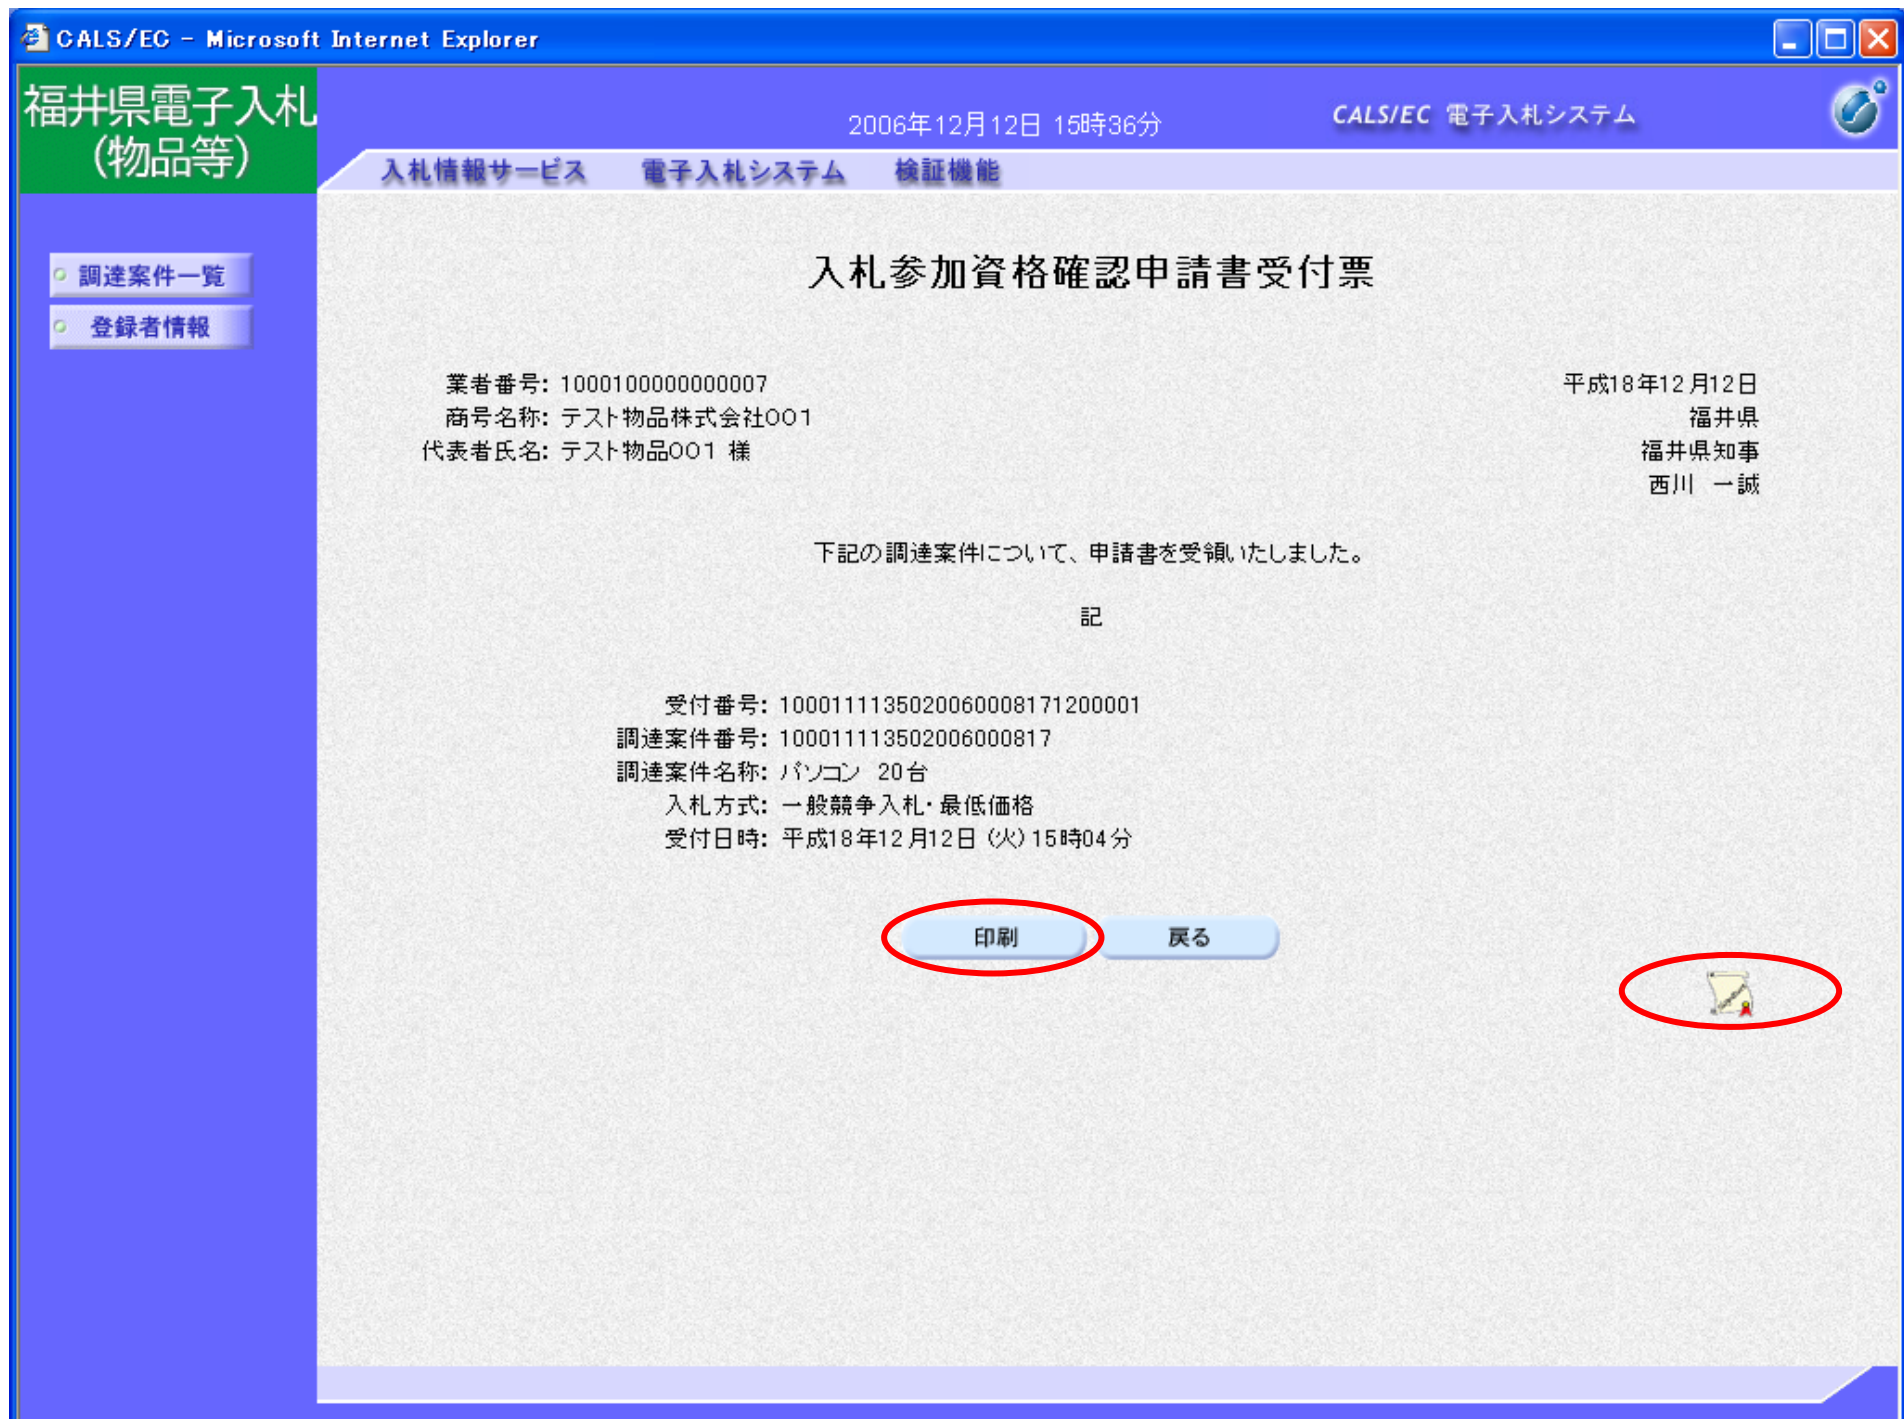 CALS/EC - Microsoft Internet Explorer
福井県電子入札
(物品等)
2006年12月12日 15時36分
CALS/EC 電子入札システム
入札情報サービス 電子入札システム 検証機能
調達案件一覧
登録者情報
入札参加資格確認申請書受付票
業者番号: 1000100000000007
商号名称: テスト物品株式会社001
代表者氏名: テスト物品001 様
平成18年12月12日
福井県
福井県知事
西川 一誠
下記の調達案件について、申請書を受領いたしました。
記
受付番号: 1000111135020060008171200001
調達案件番号: 100011113502006000817
調達案件名称: パソコン 20台
入札方式: 一般競争入札・最低価格
受付日時: 平成18年12月12日 (火) 15時04分
印刷 戻る